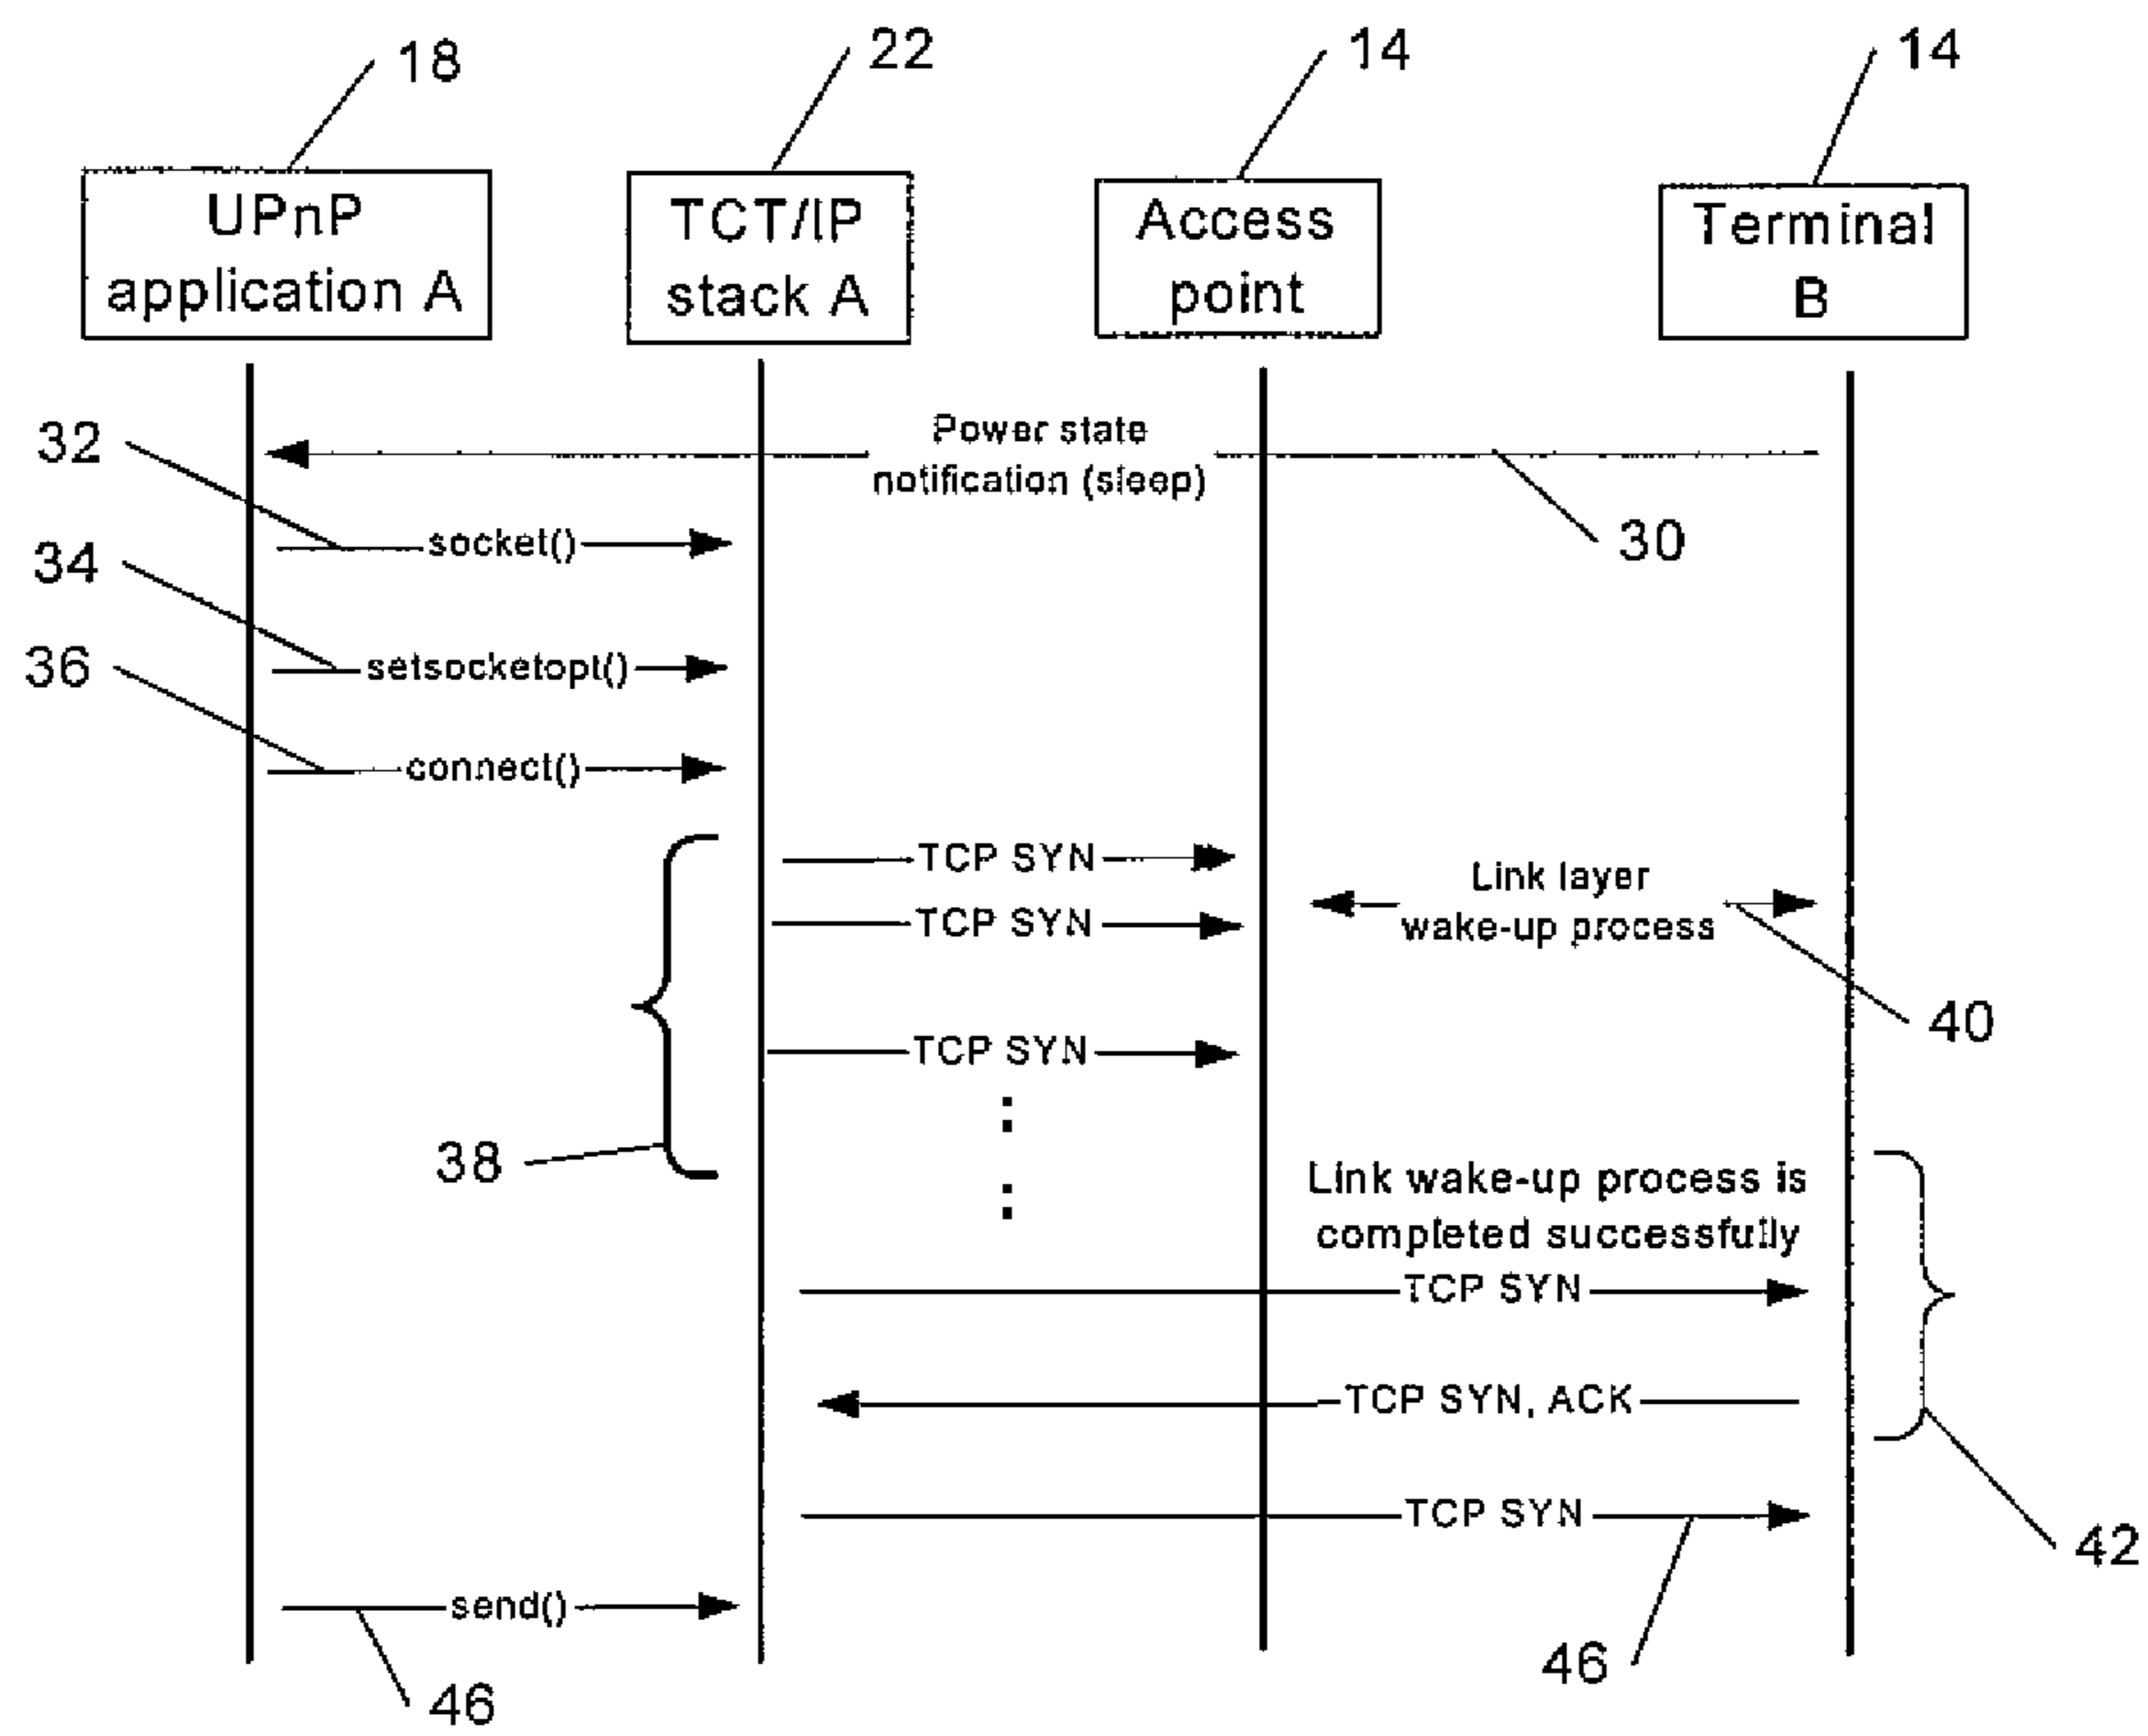 18
22
14
14
UPnP
application A
TCT/IP
stack A
Access
point
Terminal
B
Power state
notification (sleep)
32
30
socket()
34
setsocketopt()
36
connect()
TCP SYN
Link layer
wake-up process
TCP SYN
40
TCP SYN
38
Link wake-up process is
completed successfully
TCP SYN
TCP SYN, ACK
TCP SYN
42
send()
46
46